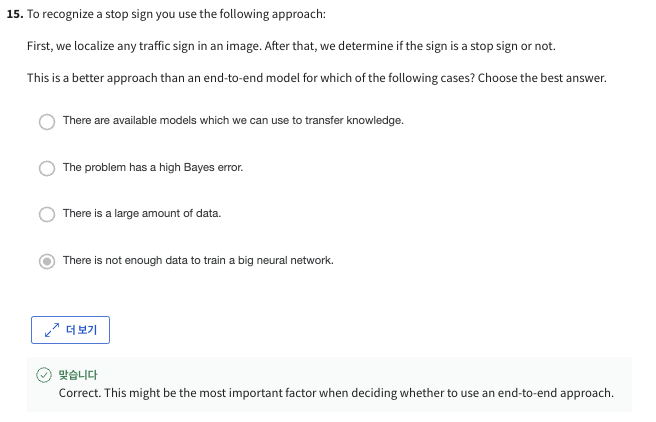 15. To recognize a stop sign you use the following approach:
First, we localize any traffic sign in an image. After that, we determine if the sign is a stop sign or not.
This is a better approach than an end-to-end model for which of the following cases? Choose the best answer.
There are available models which we can use to transfer knowledge.
The problem has a high Bayes error.
There is a large amount of data.
There is not enough data to train a big neural network.
더 보기
맞습니다
Correct. This might be the most important factor when deciding whether to use an end-to-end approach.